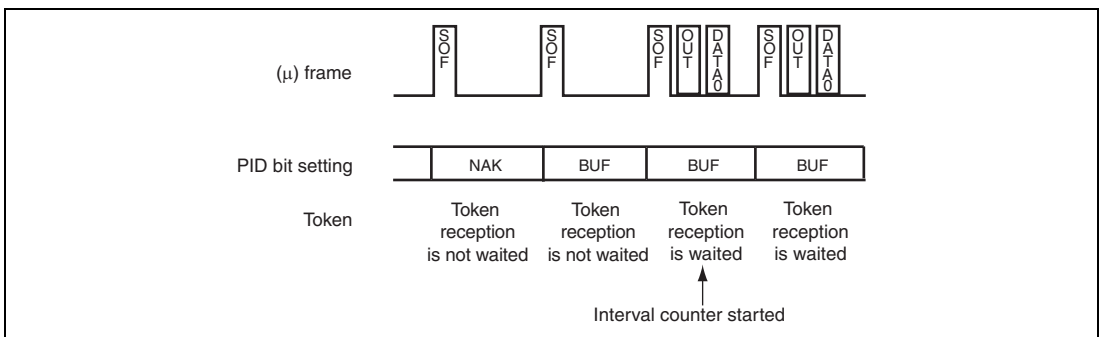 SOF SOF SOF OUT DATA0 SOF OUT DATA0
(μ) frame
PID bit setting NAK BUF BUF BUF
Token Token reception is not waited Token reception is not waited Token reception is waited Token reception is waited
Interval counter started